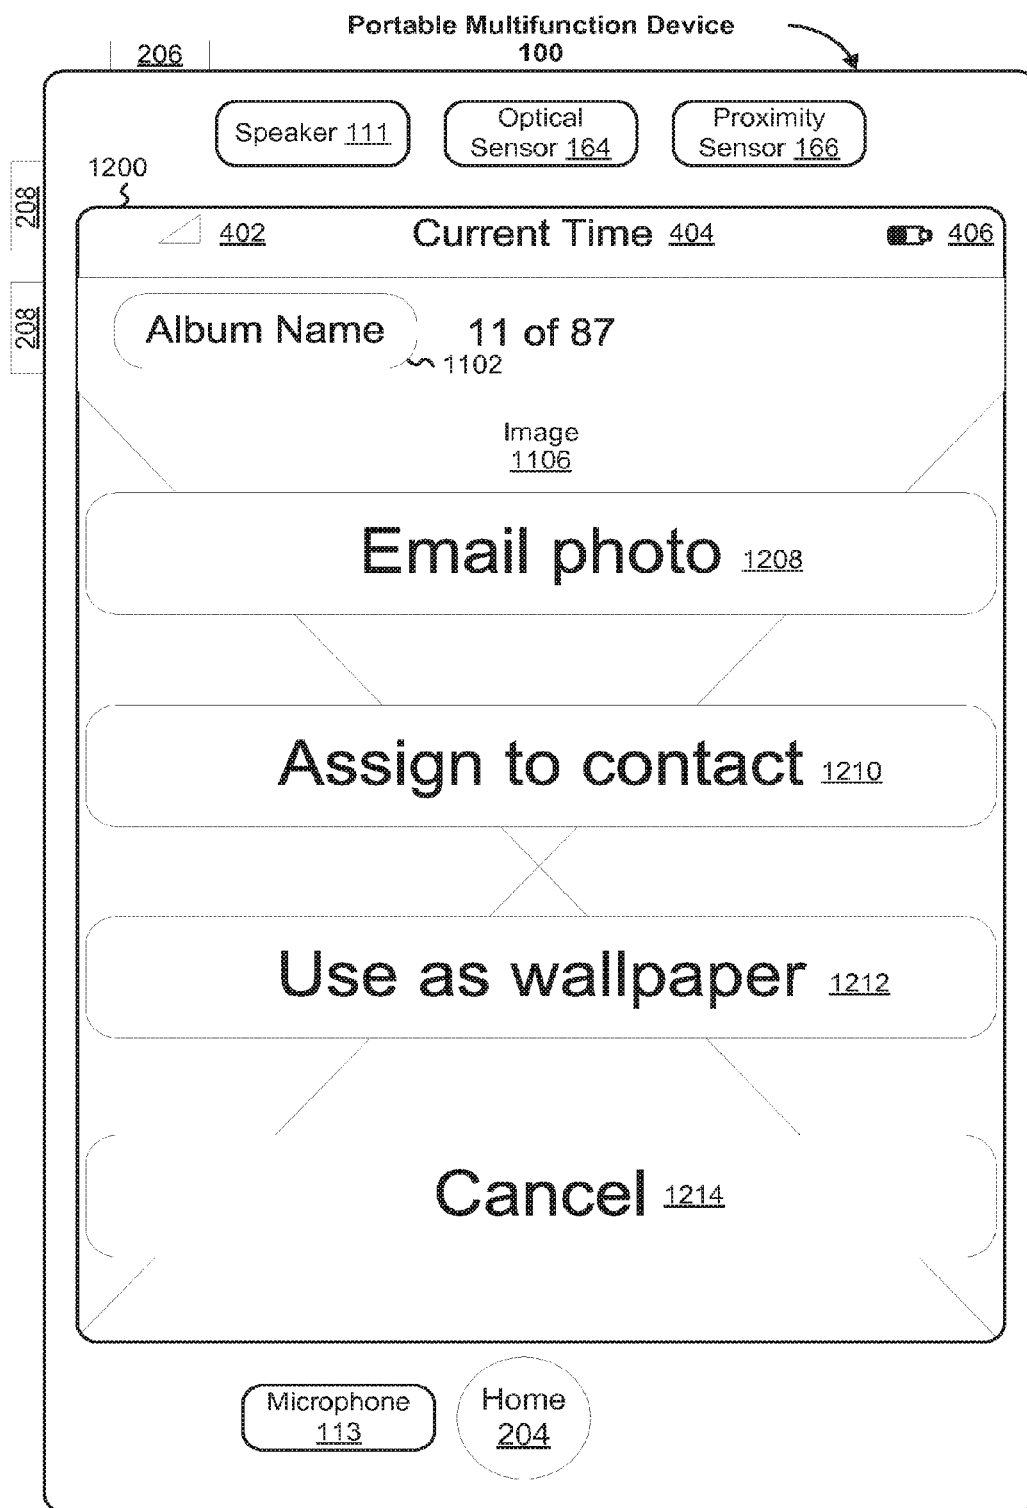 Portable Multifunction Device
100
206
Speaker 111
Optical
Sensor 164
Proximity
Sensor 166
1200
208
208
402
Current Time 404
406
Album Name
11 of 87
1102
Image
1106
Email photo 1208
Assign to contact 1210
Use as wallpaper 1212
Cancel 1214
Microphone
113
Home
204